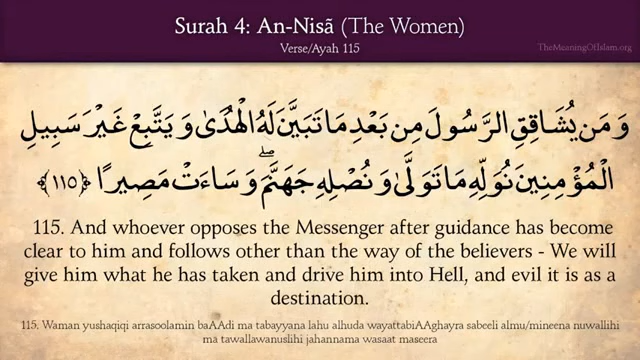 Surah 4: An-Nisã (The Women)
Verse/Ayah 115
TheMeaningOfIslam.org
وَ مَن يُشَاقِقِ الرَّسُولَ مِن بَعْدِ مَا تَبَيَّنَ لَهُ الْهُدَىٰ وَ يَتَّبِعْ غَيْرَ سَبِيلِ
الْمُؤْمِنِينَ نُوَلِّهِ مَا تَوَلَّىٰ وَ نُصْلِهِ جَهَنَّمَ ۖ وَ سَاءَتْ مَصِيرًا ﴿١١٥﴾
115. And whoever opposes the Messenger after guidance has become
clear to him and follows other than the way of the believers - We will
give him what he has taken and drive him into Hell, and evil it is as a
destination.
115. Waman yushaqiqi arrasoolamin baAAdi ma tabayyana lahu alhuda wayattabiAAghayra sabeeli almu/mineena nuwallihi
ma tawallawanuslihi jahannama wasaat maseera